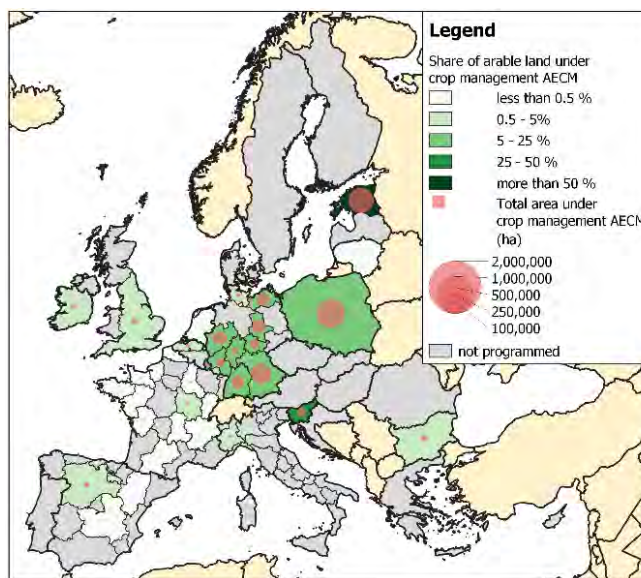 Legend
Share of arable land under
crop management AECM
less than 0.5 %
0.5 - 5%
5 - 25 %
25 - 50 %
more than 50 %
Total area under
crop management AECM
(ha)
2,000,000
1,000,000
500,000
250,000
100,000
not programmed